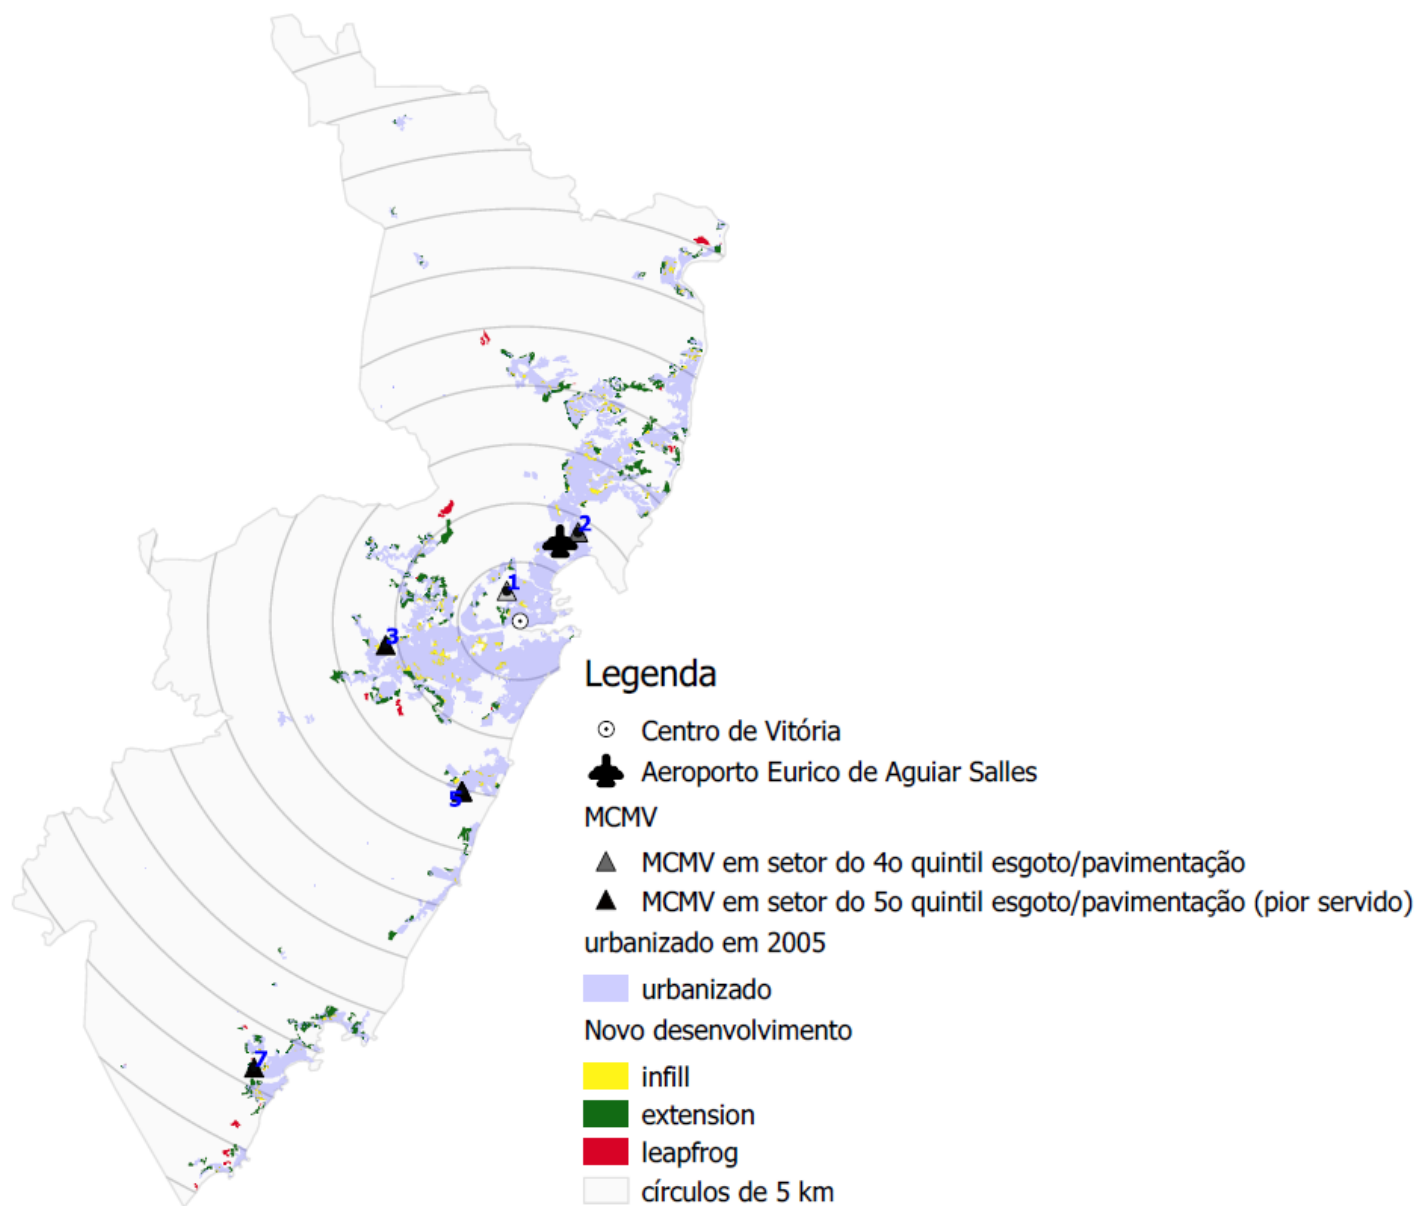 2
1
3
5
7
Legenda
Centro de Vitória
Aeroporto Eurico de Aguiar Salles
MCMV
MCMV em setor do 4o quintil esgoto/pavimentação
MCMV em setor do 5o quintil esgoto/pavimentação (pior servido)
urbanizado em 2005
urbanizado
Novo desenvolvimento
infill
extension
leapfrog
círculos de 5 km